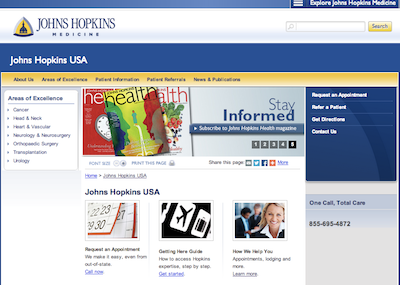 Explore Johns Hopkins Medicine
JOHNS HOPKINS
MEDICINE
Search
Johns Hopkins USA
About Us
Areas of Excellence
Patient Information
Patient Referrals
News & Publications
Areas of Excellence
Cancer
Head & Neck
Heart & Vascular
Neurology & Neurosurgery
Orthopaedic Surgery
Transplantation
Urology
health
Stay
Informed
Subscribe to Johns Hopkins Health magazine
1 2 3 4 5
Request an Appointment
Refer a Patient
Get Directions
Contact Us
FONT SIZE
PRINT THIS PAGE
Share this page:
More
Home > Johns Hopkins USA
Johns Hopkins USA
Request an Appointment
We make it easy, even from
out-of-state.
Call now.
Getting Here Guide
How to access Hopkins
expertise, step by step.
Get started.
How We Help You
Appointments, lodging and
more.
Learn more.
One Call, Total Care
855-695-4872